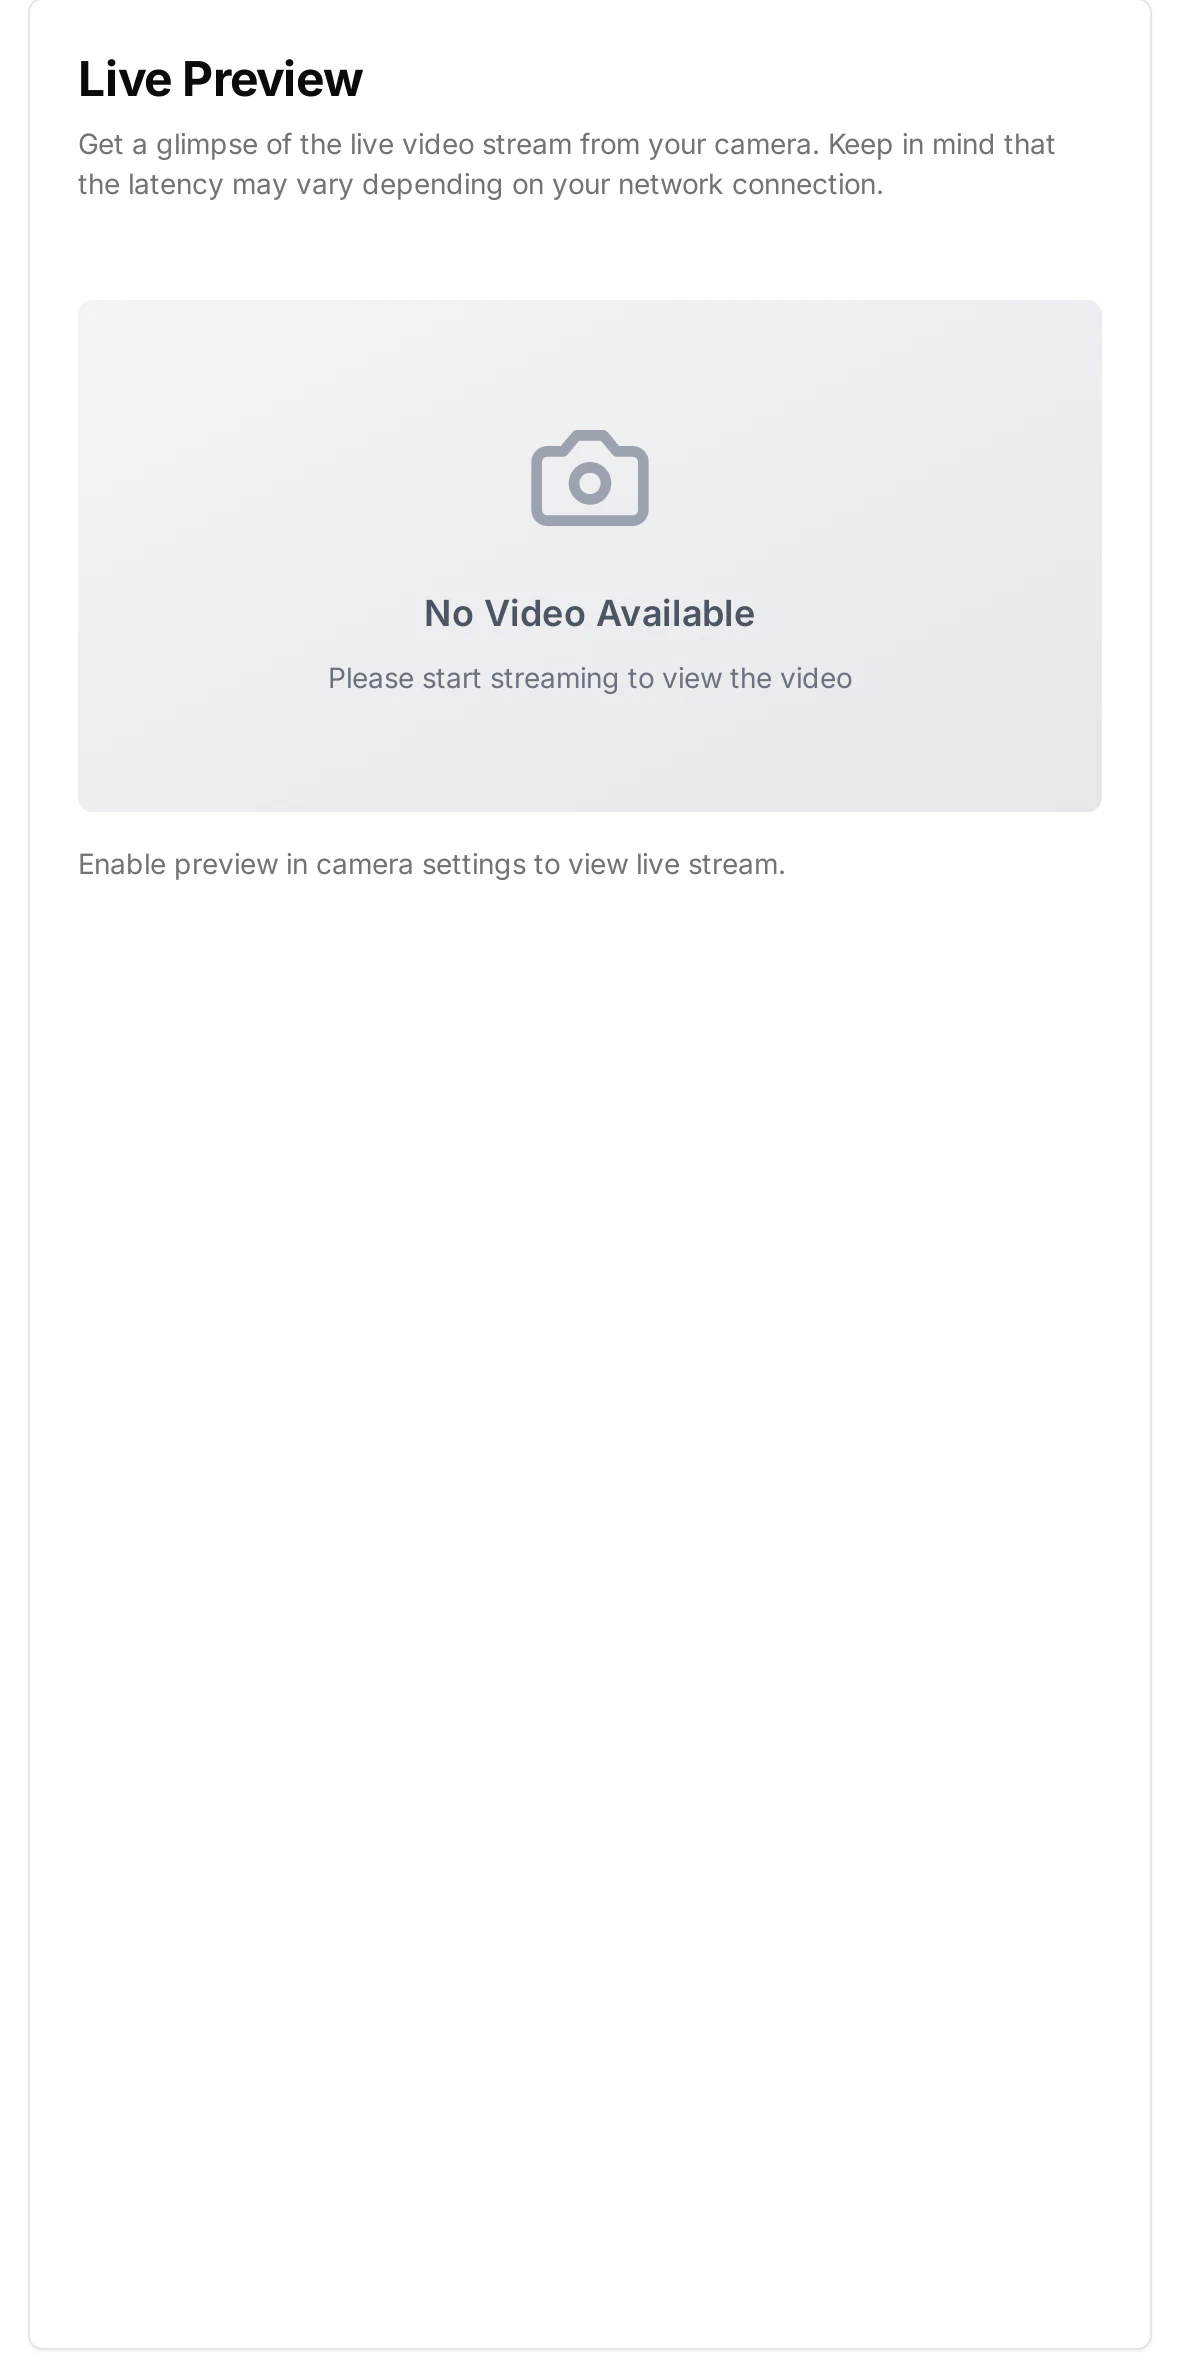 Live Preview
Get a glimpse of the live video stream from your camera. Keep in mind that
the latency may vary depending on your network connection.
No Video Available
Please start streaming to view the video
Enable preview in camera settings to view live stream.